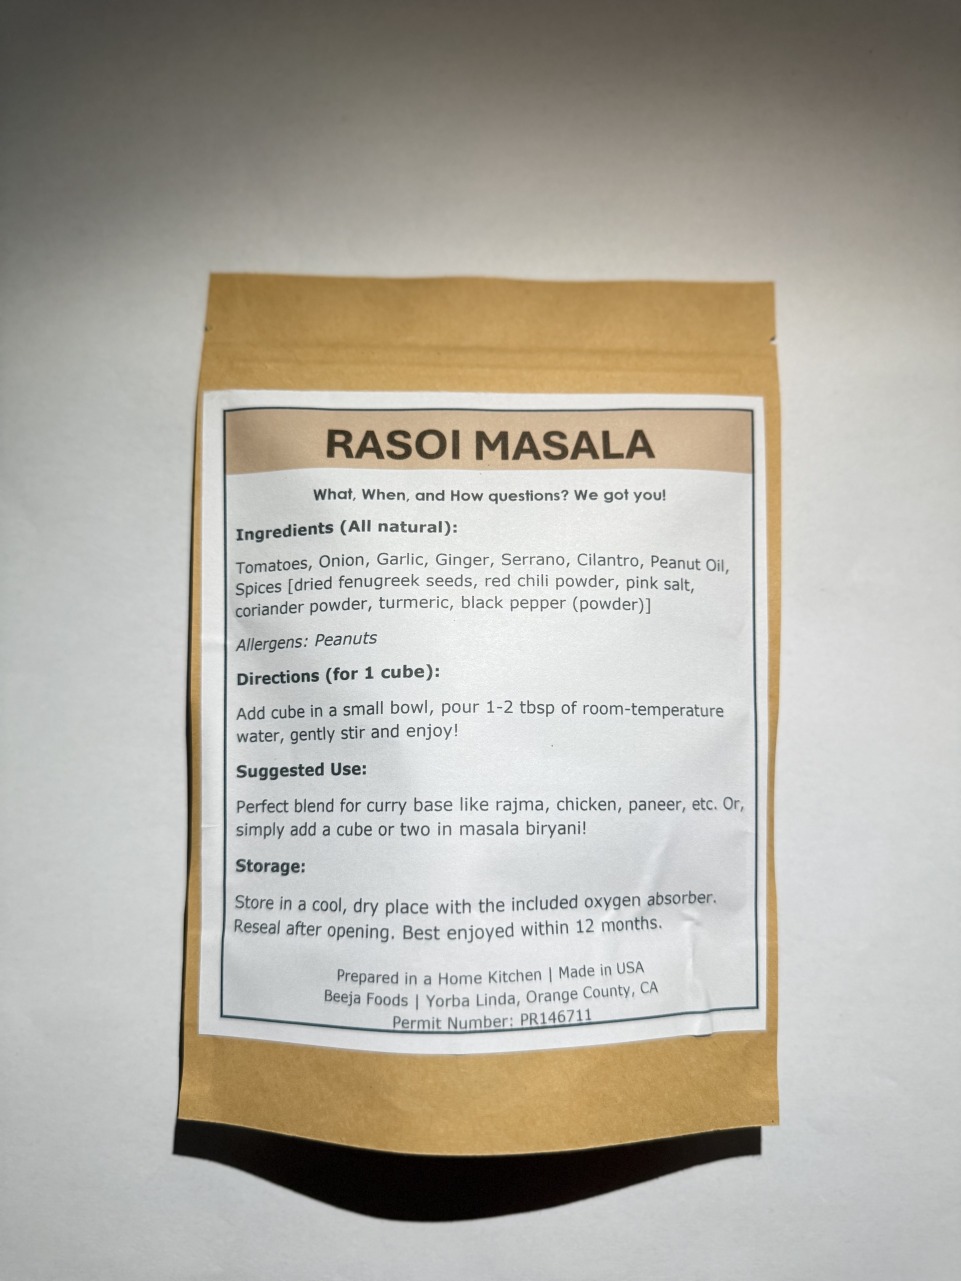 RASOI MASALA
What, When, and How questions? We got you!
Ingredients (All natural):
Tomatoes, Onion, Garlic, Ginger, Serrano, Cilantro, Peanut Oil,
Spices [dried fenugreek seeds, red chili powder, pink salt,
coriander powder, turmeric, black pepper (powder)]
Allergens: Peanuts
Directions (for 1 cube):
Add cube in a small bowl, pour 1-2 tbsp of room-temperature
water, gently stir and enjoy!
Suggested Use:
Perfect blend for curry base like rajma, chicken, paneer, etc. Or,
simply add a cube or two in masala biryani!
Storage:
Store in a cool, dry place with the included oxygen absorber.
Reseal after opening. Best enjoyed within 12 months.
Prepared in a Home Kitchen | Made in USA
Beeja Foods | Yorba Linda, Orange County, CA
Permit Number: PR146711